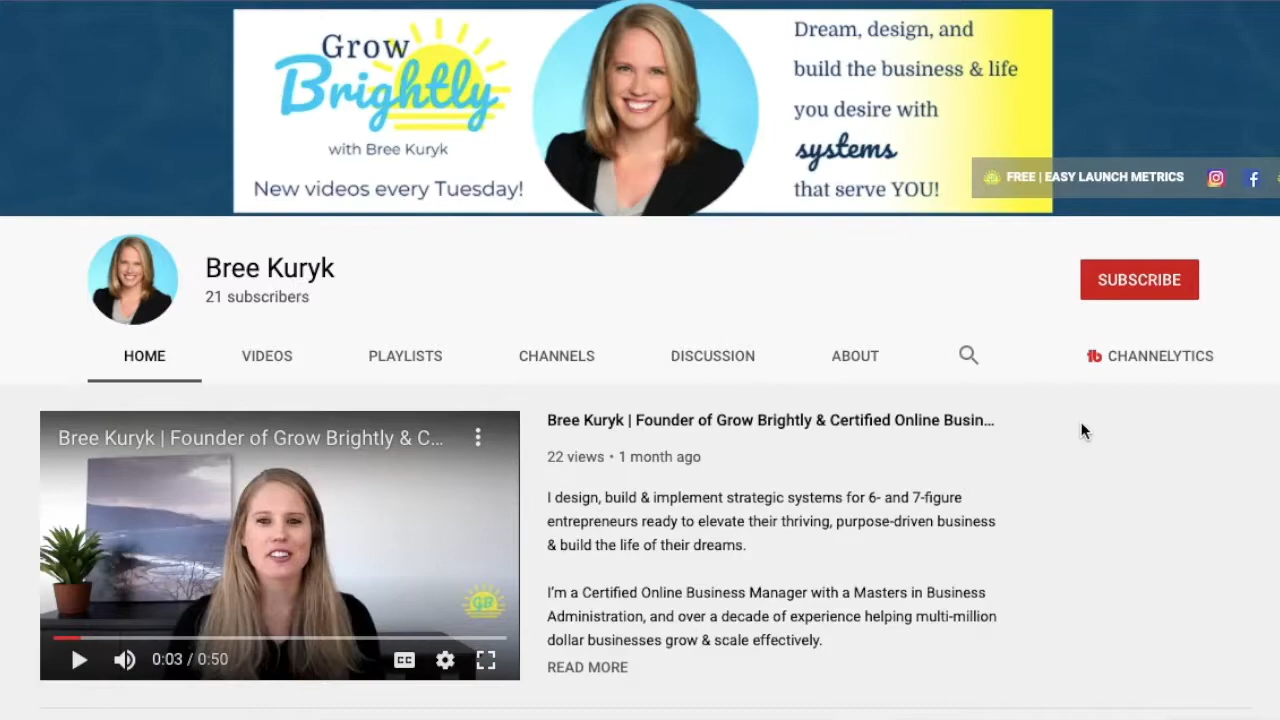 Grow
Brightly
with Bree Kuryk
New videos every Tuesday!
Dream, design, and
build the business & life
you desire with
systems
that serve YOU!
FREE | EASY LAUNCH METRICS
Bree Kuryk
21 subscribers
SUBSCRIBE
HOME VIDEOS PLAYLISTS CHANNELS DISCUSSION ABOUT CHANNELYTICS
Bree Kuryk | Founder of Grow Brightly & C...
GB
0:03 / 0:50
CC
Bree Kuryk | Founder of Grow Brightly & Certified Online Busin...
22 views • 1 month ago
I design, build & implement strategic systems for 6- and 7-figure
entrepreneurs ready to elevate their thriving, purpose-driven business
& build the life of their dreams.
I'm a Certified Online Business Manager with a Masters in Business
Administration, and over a decade of experience helping multi-million
dollar businesses grow & scale effectively.
READ MORE